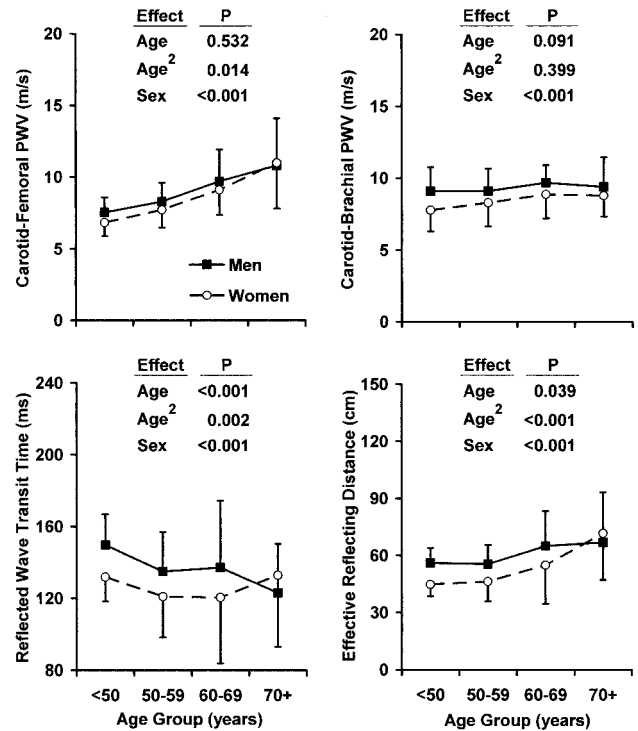 Effect P
Age 0.532
Age2 0.014
Sex <0.001
20
15
10
5
0
Carotid-Femoral PWV (m/s)
Men
Women
Effect P
Age 0.091
Age2 0.399
Sex <0.001
20
15
10
5
0
Carotid-Brachial PWV (m/s)
Effect P
Age <0.001
Age2 0.002
Sex <0.001
240
200
160
120
80
Reflected Wave Transit Time (ms)
<50 50-59 60-69 70+
Age Group (years)
Effect P
Age 0.039
Age2 <0.001
Sex <0.001
150
120
90
60
30
0
Effective Reflecting Distance (cm)
<50 50-59 60-69 70+
Age Group (years)